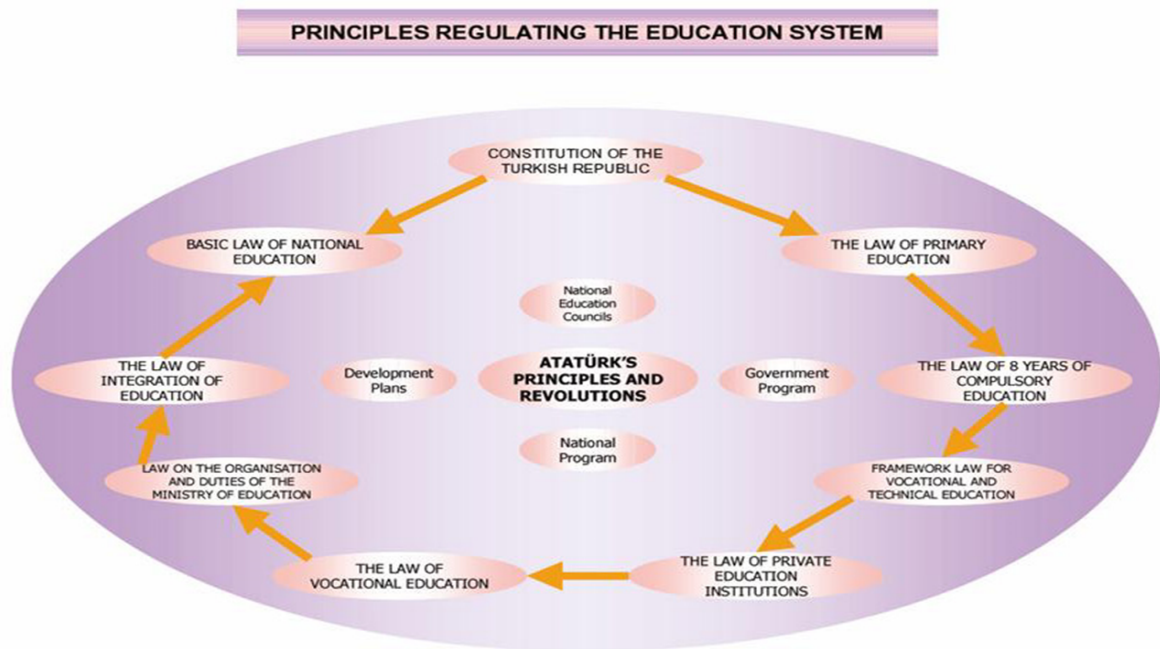 PRINCIPLES REGULATING THE EDUCATION SYSTEM
CONSTITUTION OF THE
TURKISH REPUBLIC
BASIC LAW OF NATIONAL
EDUCATION
THE LAW OF PRIMARY
EDUCATION
National
Education
Councils
THE LAW OF
INTEGRATION OF
EDUCATION
Development
Plans
ATATÜRK'S
PRINCIPLES AND
REVOLUTIONS
Government
Program
THE LAW OF 8 YEARS OF
COMPULSORY
EDUCATION
National
Program
LAW ON THE ORGANISATION
AND DUTIES OF THE
MINISTRY OF EDUCATION
FRAMEWORK LAW FOR
VOCATIONAL AND
TECHNICAL EDUCATION
THE LAW OF
VOCATIONAL EDUCATION
THE LAW OF PRIVATE
EDUCATION
INSTITUTIONS